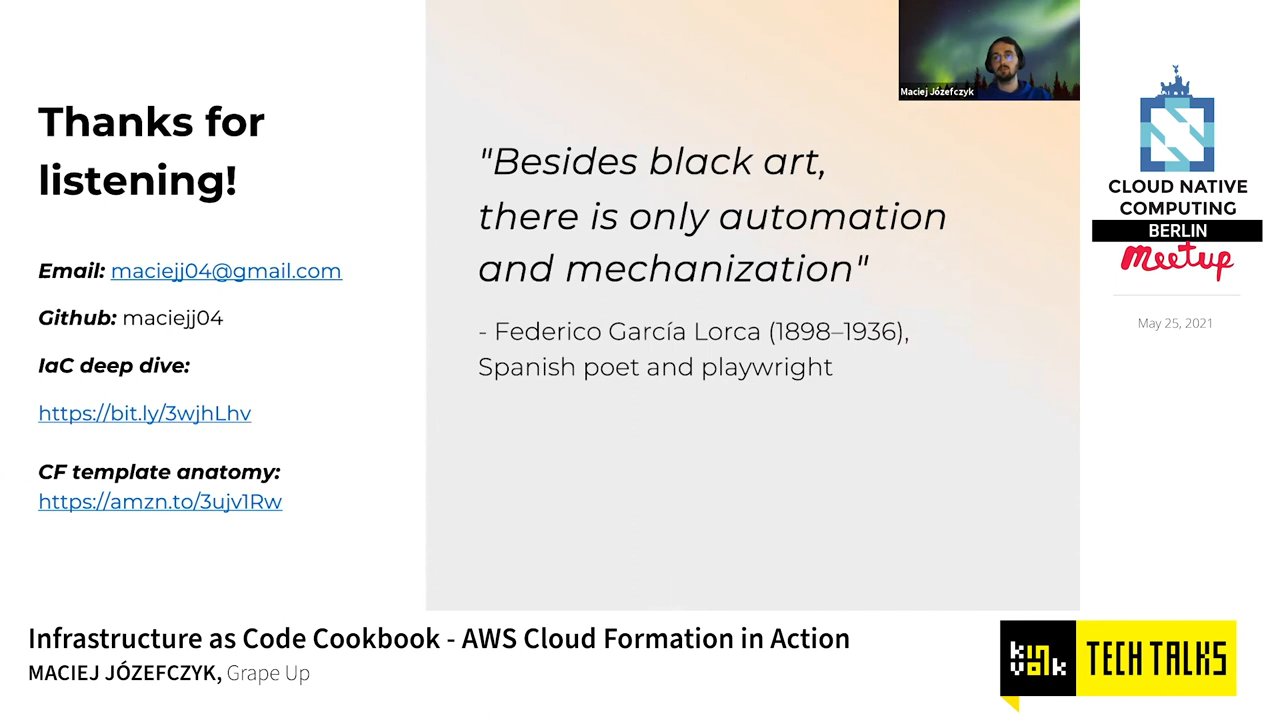 Thanks for
listening!
Email: maciejj04@gmail.com
Github: maciejj04
IaC deep dive:
https://bit.ly/3wjhLhv
CF template anatomy:
https://amzn.to/3ujv1Rw
"Besides black art,
there is only automation
and mechanization"
- Federico García Lorca (1898–1936),
Spanish poet and playwright
Maciej Józefczyk
CLOUD NATIVE
COMPUTING
BERLIN
Meetup
May 25, 2021
Infrastructure as Code Cookbook - AWS Cloud Formation in Action
MACIEJ JÓZEFCZYK, Grape Up
kinvolk TECH TALKS